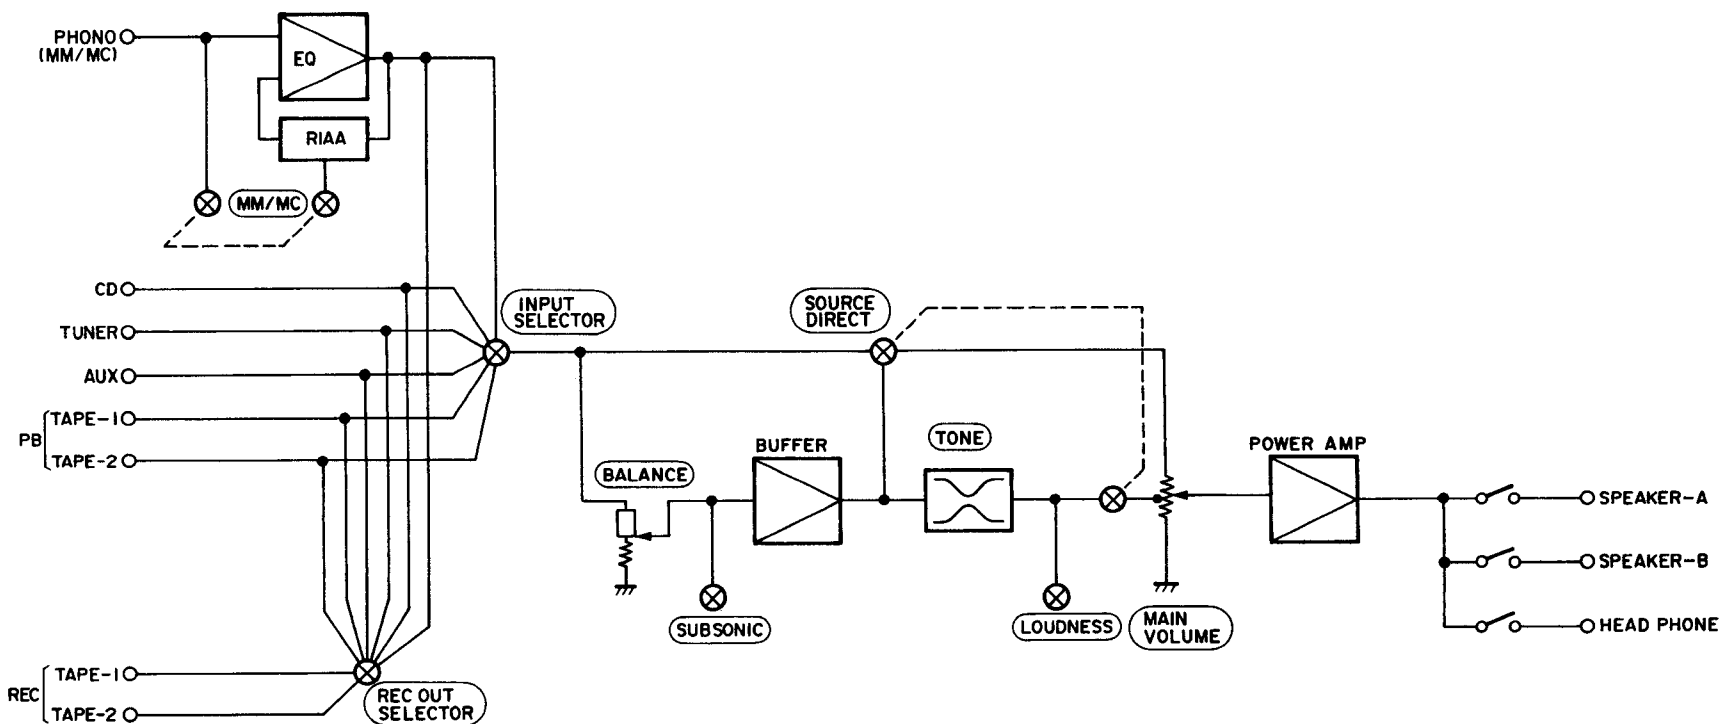 PHONO
(MM/MC)
EQ
RIAA
MM/MC
CD
TUNER
AUX
PB
TAPE-1
TAPE-2
INPUT
SELECTOR
SOURCE
DIRECT
BALANCE
BUFFER
TONE
POWER AMP
SUBSONIC
LOUDNESS
MAIN
VOLUME
SPEAKER-A
SPEAKER-B
HEAD PHONE
REC
TAPE-1
TAPE-2
REC OUT
SELECTOR